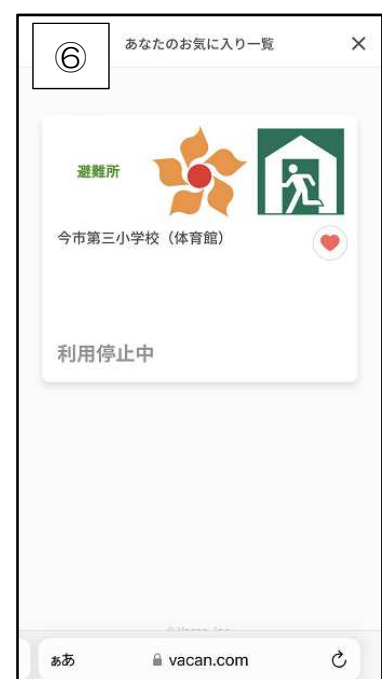 ⑥
あなたのお気に入り一覧
避難所
今市第三小学校（体育館）
利用停止中
ぁあ
vacan.com